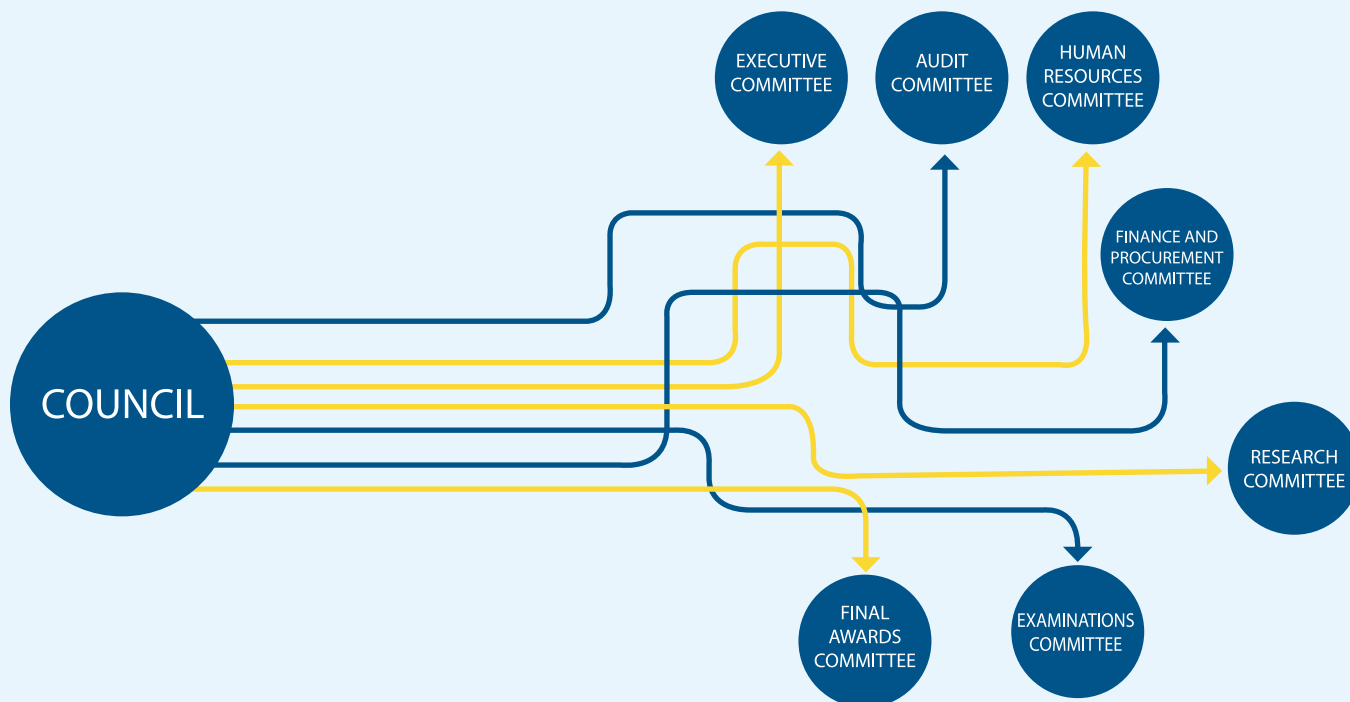 EXECUTIVE
COMMITTEE
AUDIT
COMMITTEE
HUMAN
RESOURCES
COMMITTEE
FINANCE AND
PROCUREMENT
COMMITTEE
COUNCIL
RESEARCH
COMMITTEE
FINAL
AWARDS
COMMITTEE
EXAMINATIONS
COMMITTEE